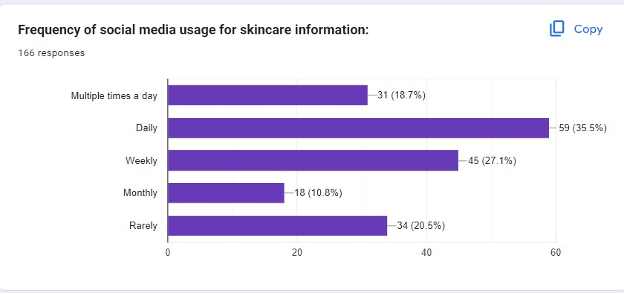 Frequency of social media usage for skincare information:
Copy
166 responses
Multiple times a day
31 (18.7%)
Daily
59 (35.5%)
Weekly
45 (27.1%)
Monthly
18 (10.8%)
Rarely
34 (20.5%)
0 20 40 60